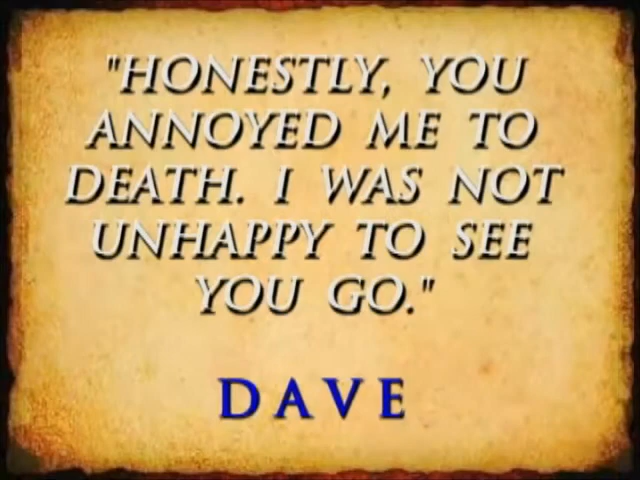 "HONESTLY, YOU
ANNOYED ME TO
DEATH. I WAS NOT
UNHAPPY TO SEE
YOU GO."
DAVE